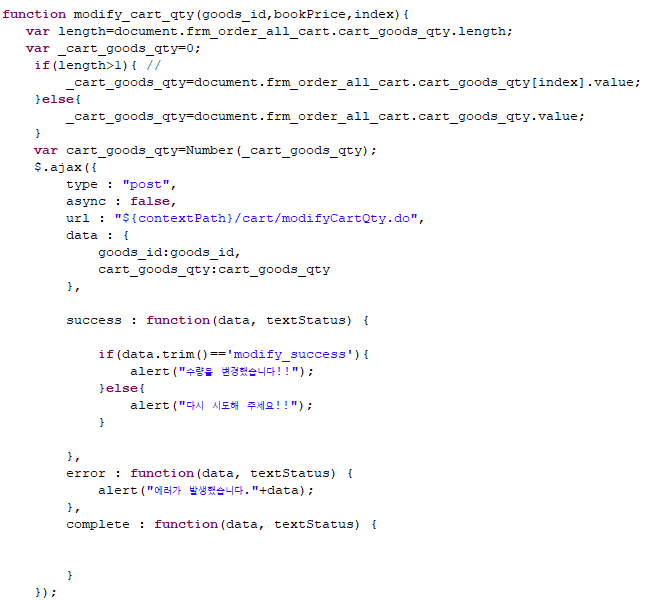 function modify_cart_qty(goods_id,bookPrice,index){
   var length=document.frm_order_all_cart.cart_goods_qty.length;
   var _cart_goods_qty=0;
    if(length>1){ //
        _cart_goods_qty=document.frm_order_all_cart.cart_goods_qty[index].value;
    }else{
        _cart_goods_qty=document.frm_order_all_cart.cart_goods_qty.value;
    }
    var cart_goods_qty=Number(_cart_goods_qty);
    $.ajax({
        type : "post",
        async : false,
        url : "${contextPath}/cart/modifyCartQty.do",
        data : {
            goods_id:goods_id,
            cart_goods_qty:cart_goods_qty
        },
        success : function(data, textStatus) {
            if(data.trim()=='modify_success'){
                alert("수량을 변경했습니다!!");
            }else{
                alert("다시 시도해 주세요!!");
            }
        },
        error : function(data, textStatus) {
            alert("에러가 발생했습니다."+data);
        },
        complete : function(data, textStatus) {
        }
    });